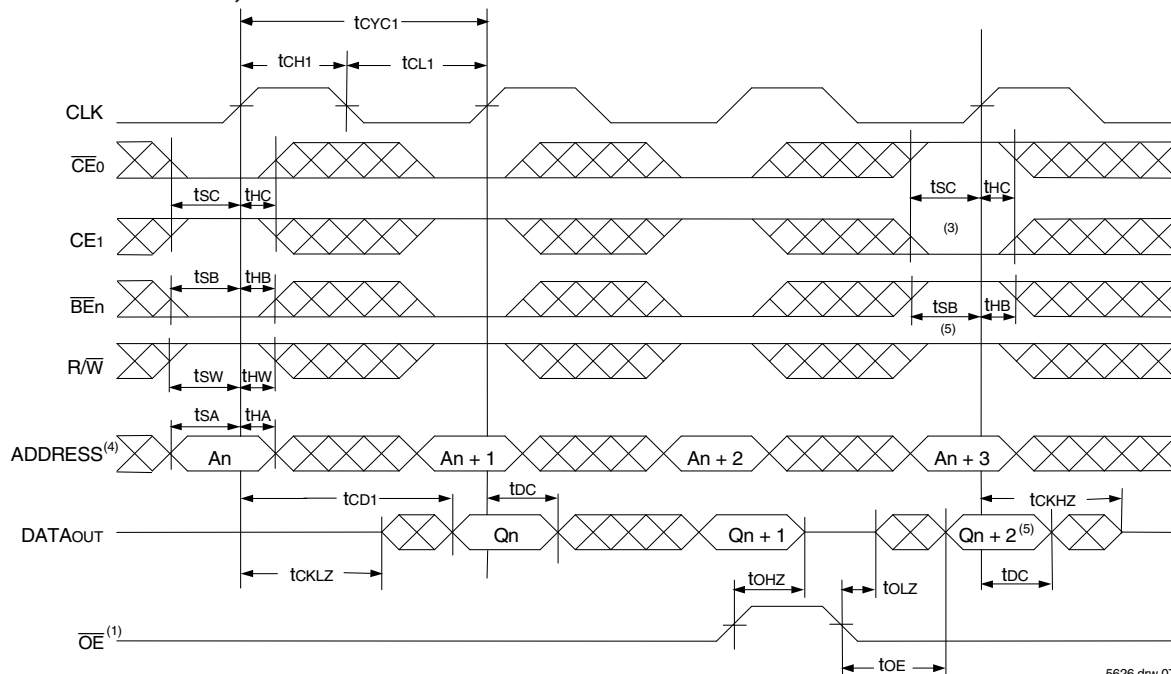 tCYC1
tCH1 tCL1
CLK
CE0
tSC tHC tSC tHC
CE1 (3)
tSB tHB
BEn tSB tHB
(5)
R/W
tSW tHW
tSA tHA
ADDRESS(4) An An + 1 An + 2 An + 3
tCD1 tDC tCKHZ
DATAOUT Qn Qn + 1 Qn + 2(5)
tCKLZ tOHZ tOLZ tDC
OE(1)
tOE